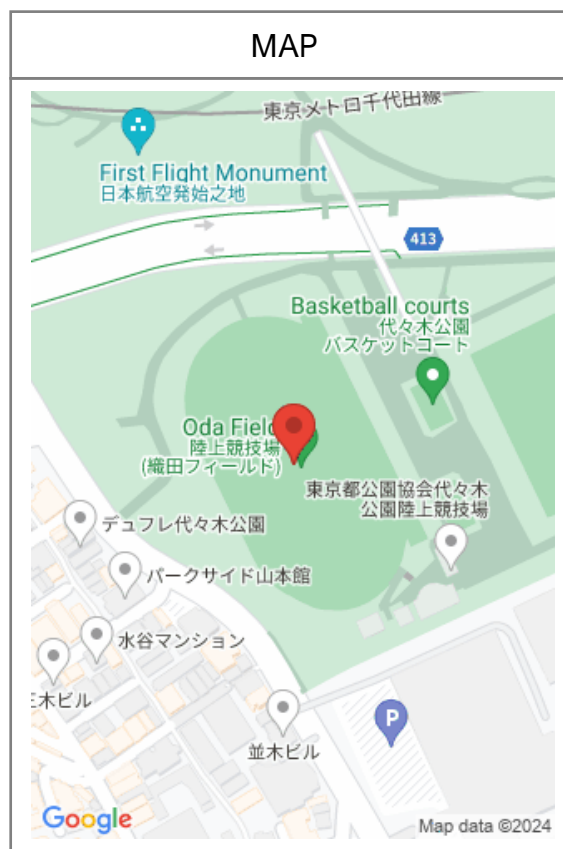 MAP
東京メトロ千代田線
First Flight Monument
日本航空発始之地
413
Basketball courts
代々木公園
バスケットコート
Oda Field
陸上競技場
(織田フィールド)
東京都公園協会代々木
公園陸上競技場
デュフレ代々木公園
パークサイド山本館
水谷マンション
木ビル
P
並木ビル
Google
Map data ©2024